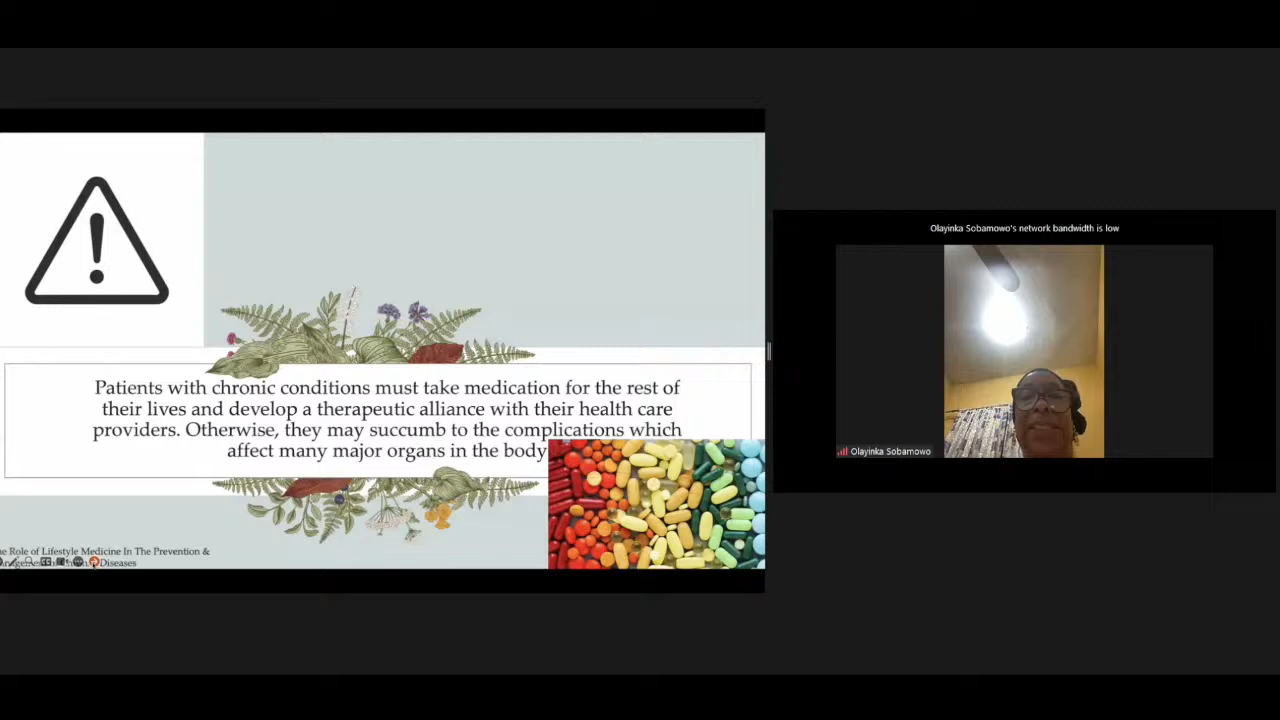 Patients with chronic conditions must take medication for the rest of
their lives and develop a therapeutic alliance with their health care
providers. Otherwise, they may succumb to the complications which
affect many major organs in the body
Role of Lifestyle Medicine In The Prevention &
Diseases
Olayinka Sobamowo's network bandwidth is low
Olayinka Sobamowo